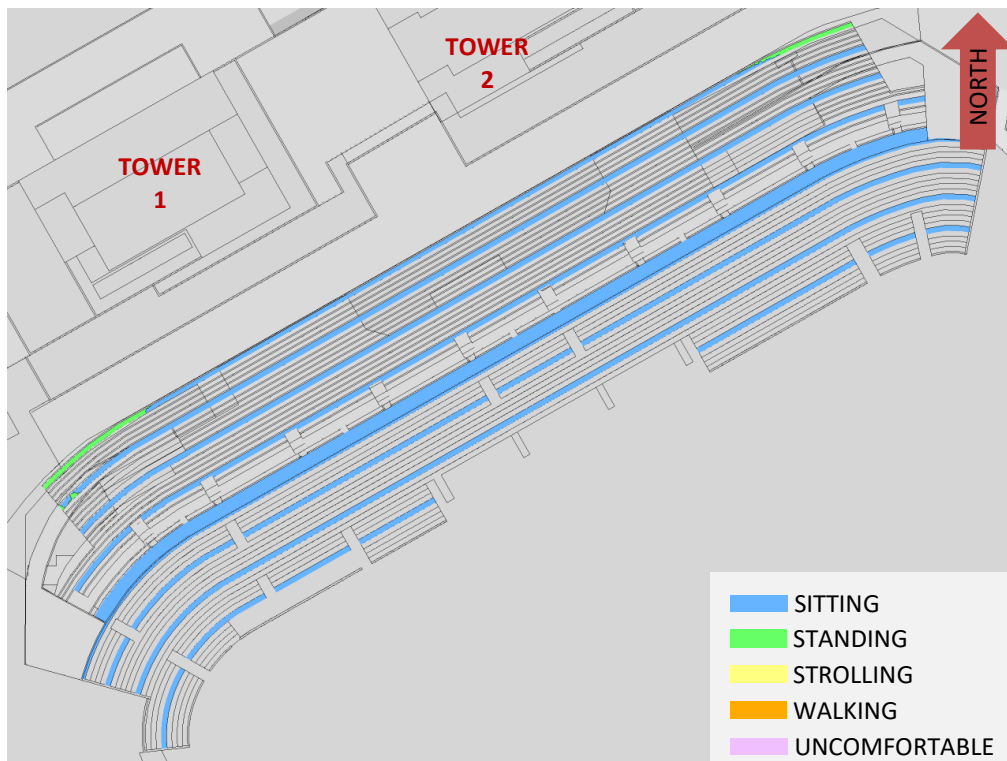 TOWER
2
NORTH
TOWER
1
SITTING
STANDING
STROLLING
WALKING
UNCOMFORTABLE